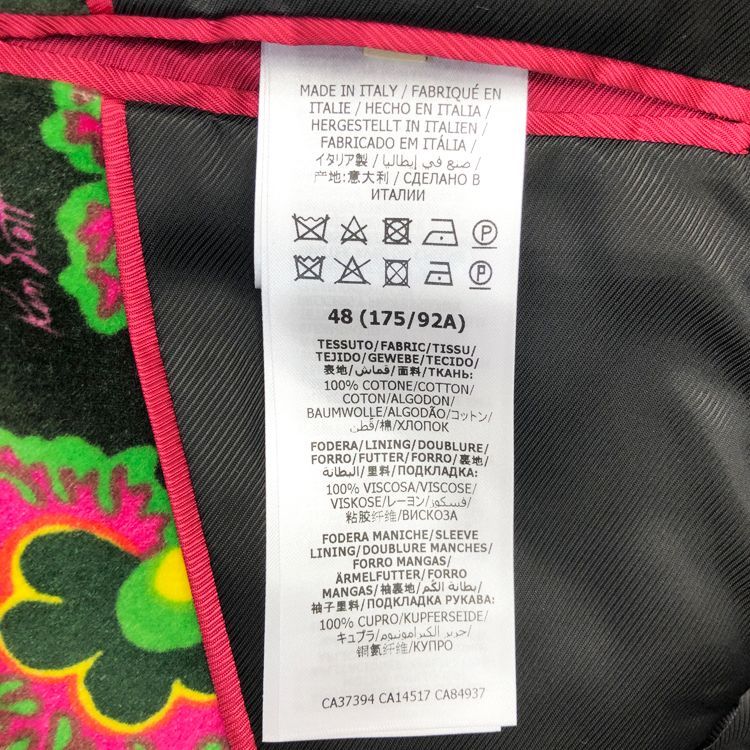 MADE IN ITALY / FABRIQUÉ EN
ITALIE / HECHO EN ITALIA /
HERGESTELLT IN ITALIEN /
FABRICADO EM ITÁLIA /
イタリア製 / صنع في إيطاليا /
产地:意大利 / СДЕЛАНО В
ИТАЛИИ
48 (175/92A)
TESSUTO/FABRIC/TISSU/
TEJIDO/GEWEBE/TECIDO/
表地/قماش/面料/ТКАНЬ:
100% COTONE/COTTON/
COTON/ALGODON/
BAUMWOLLE/ALGODÃO/コットン/
قطن/棉/ХЛОПОК
FODERA/LINING/DOUBLURE/
FORRO/FUTTER/FORRO/裏地/
البطانة/里料/ПОДКЛАДКА:
100% VISCOSA/VISCOSE/
VISKOSE/レーヨン/فسكوز/
粘胶纤维/ВИСКОЗА
FODERA MANICHE/SLEEVE
LINING/DOUBLURE MANCHES/
FORRO MANGAS/
ÄRMELFUTTER/FORRO
MANGAS/袖裏地/بطانة الكم/
袖子里料/ПОДКЛАДКА РУКАВА:
100% CUPRO/KUPFERSEIDE/
キュプラ/حرير الكبرامونيوم/
铜氨纤维/КУПРО
CA37394 CA14517 CA84937
Ken Scott